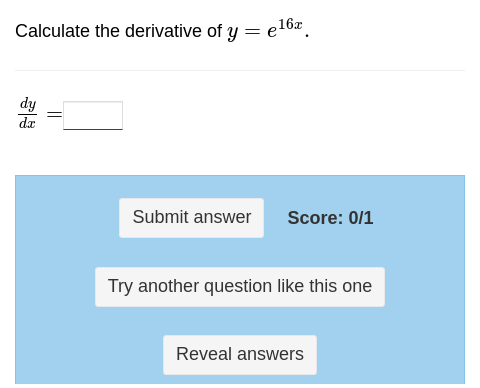 Calculate the derivative of y = e^{16x}.
dy/dx =
Submit answer Score: 0/1
Try another question like this one
Reveal answers